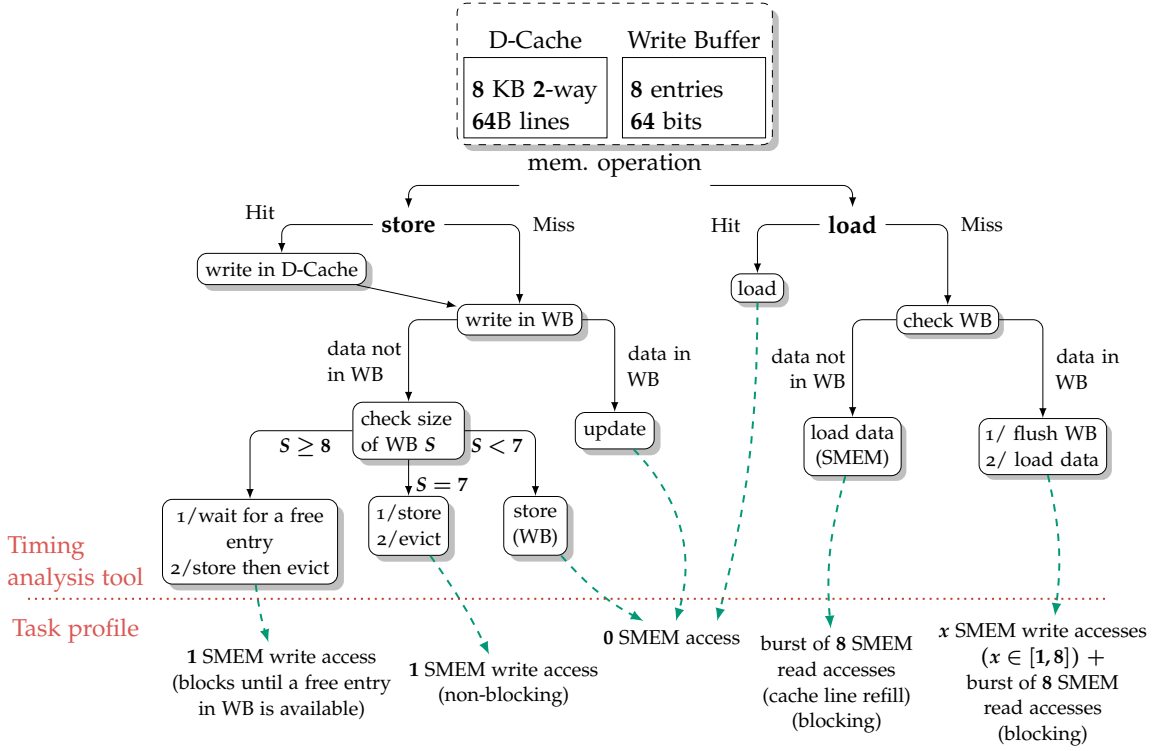 D-Cache
Write Buffer
8 KB 2-way
64B lines
8 entries
64 bits
mem. operation
Hit
store
Miss
Hit
load
Miss
write in D-Cache
load
write in WB
check WB
data not
in WB
data in
WB
data not
in WB
data in
WB
check size
of WB S
update
load data
(SMEM)
1/ flush WB
2/ load data
S ≥ 8
S < 7
S = 7
1/wait for a free
entry
2/store then evict
1/store
2/evict
store
(WB)
Timing
analysis tool
Task profile
1 SMEM write access
(blocks until a free entry
in WB is available)
1 SMEM write access
(non-blocking)
0 SMEM access
burst of 8 SMEM
read accesses
(cache line refill)
(blocking)
x SMEM write accesses
(x ∈ [1, 8]) +
burst of 8 SMEM
read accesses
(blocking)